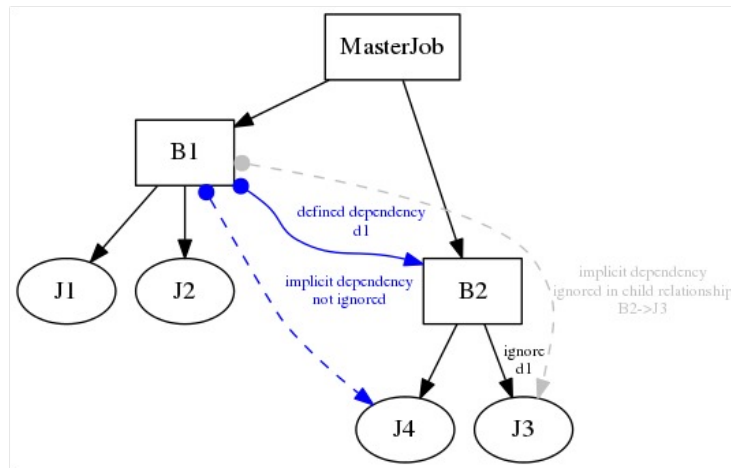 MasterJob
B1
defined dependency
d1
J1
J2
implicit dependency
not ignored
B2
implicit dependency
ignored in child relationship
B2->J3
ignore
d1
J4
J3